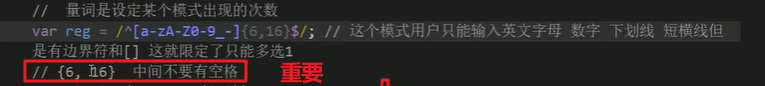 // 量词是设定某个模式出现的次数
var reg = /^[a-zA-Z0-9_-]{6,16}$/; // 这个模式用户只能输入英文字母 数字 下划线 短横线但
是有边界符和[] 这就限定了只能多选1
// {6, 16} 中间不要有空格 重要